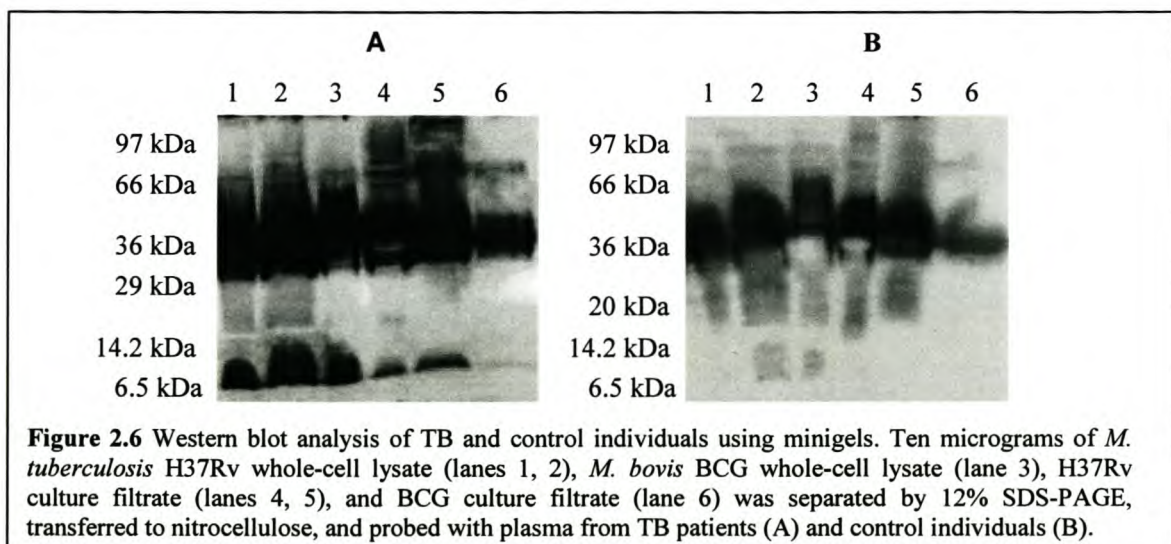 A B
1 2 3 4 5 6 1 2 3 4 5 6
97 kDa 97 kDa
66 kDa 66 kDa
36 kDa 36 kDa
29 kDa 20 kDa
14.2 kDa 14.2 kDa
6.5 kDa 6.5 kDa
Figure 2.6 Western blot analysis of TB and control individuals using minigels. Ten micrograms of M.
tuberculosis H37Rv whole-cell lysate (lanes 1, 2), M. bovis BCG whole-cell lysate (lane 3), H37Rv
culture filtrate (lanes 4, 5), and BCG culture filtrate (lane 6) was separated by 12% SDS-PAGE,
transferred to nitrocellulose, and probed with plasma from TB patients (A) and control individuals (B).